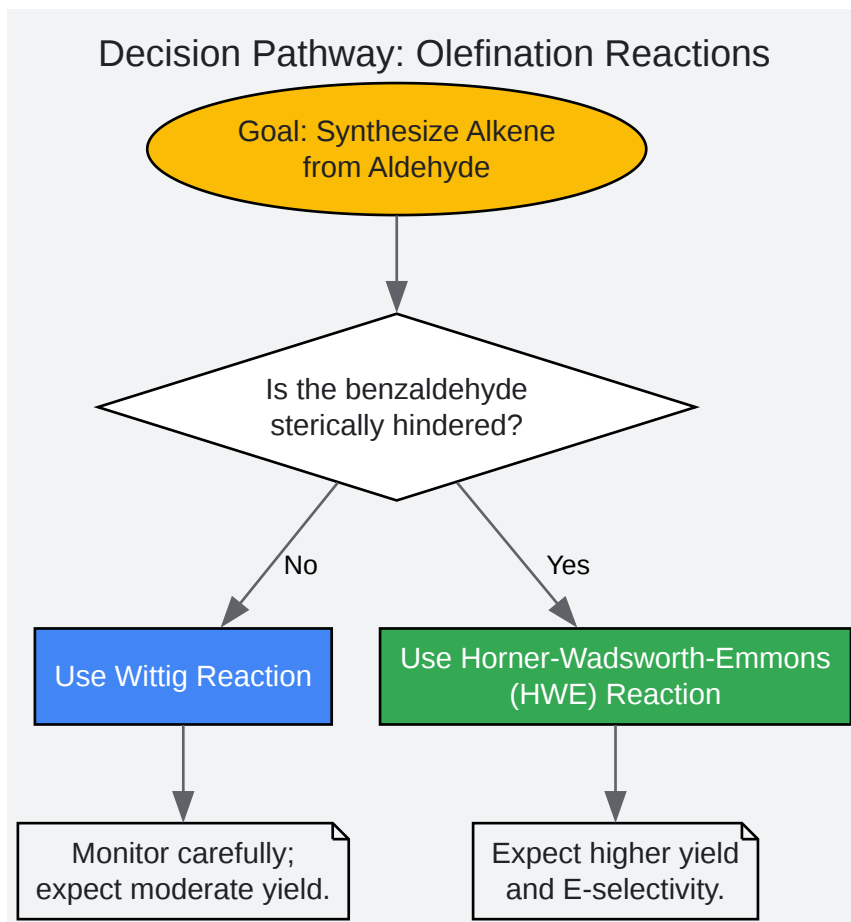 Decision Pathway: Olefination Reactions
Goal: Synthesize Alkene
from Aldehyde
Is the benzaldehyde
sterically hindered?
No
Yes
Use Wittig Reaction
Use Horner-Wadsworth-Emmons
(HWE) Reaction
Monitor carefully;
expect moderate yield.
Expect higher yield
and E-selectivity.